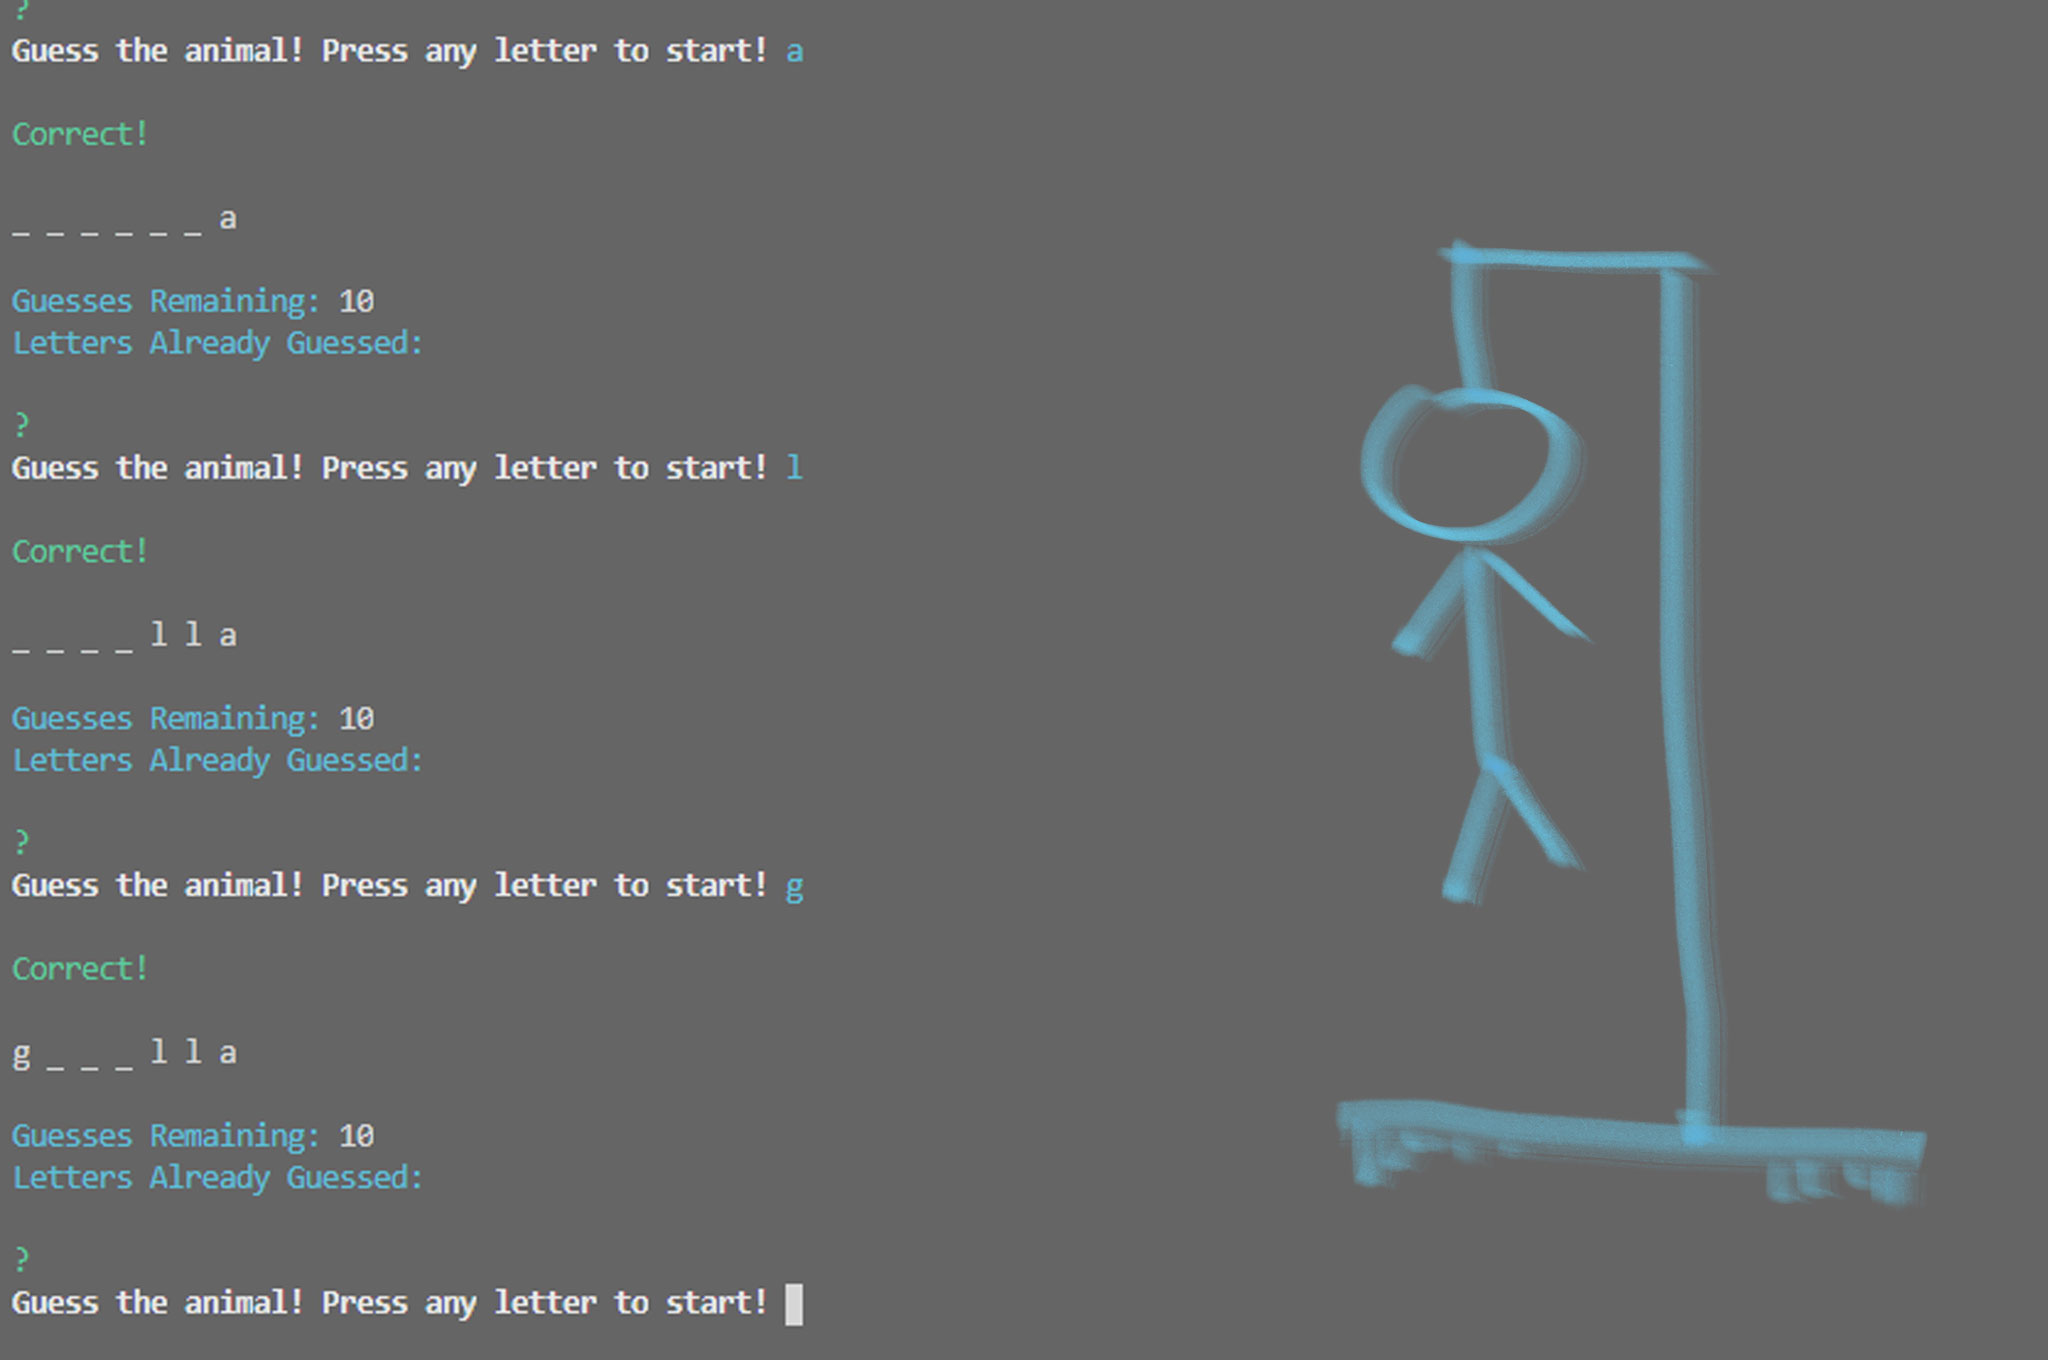 ?
Guess the animal! Press any letter to start! a
Correct!
_ _ _ _ _ _ a
Guesses Remaining: 10
Letters Already Guessed:
?
Guess the animal! Press any letter to start! l
Correct!
_ _ _ _ l l a
Guesses Remaining: 10
Letters Already Guessed:
?
Guess the animal! Press any letter to start! g
Correct!
g _ _ _ l l a
Guesses Remaining: 10
Letters Already Guessed:
?
Guess the animal! Press any letter to start!